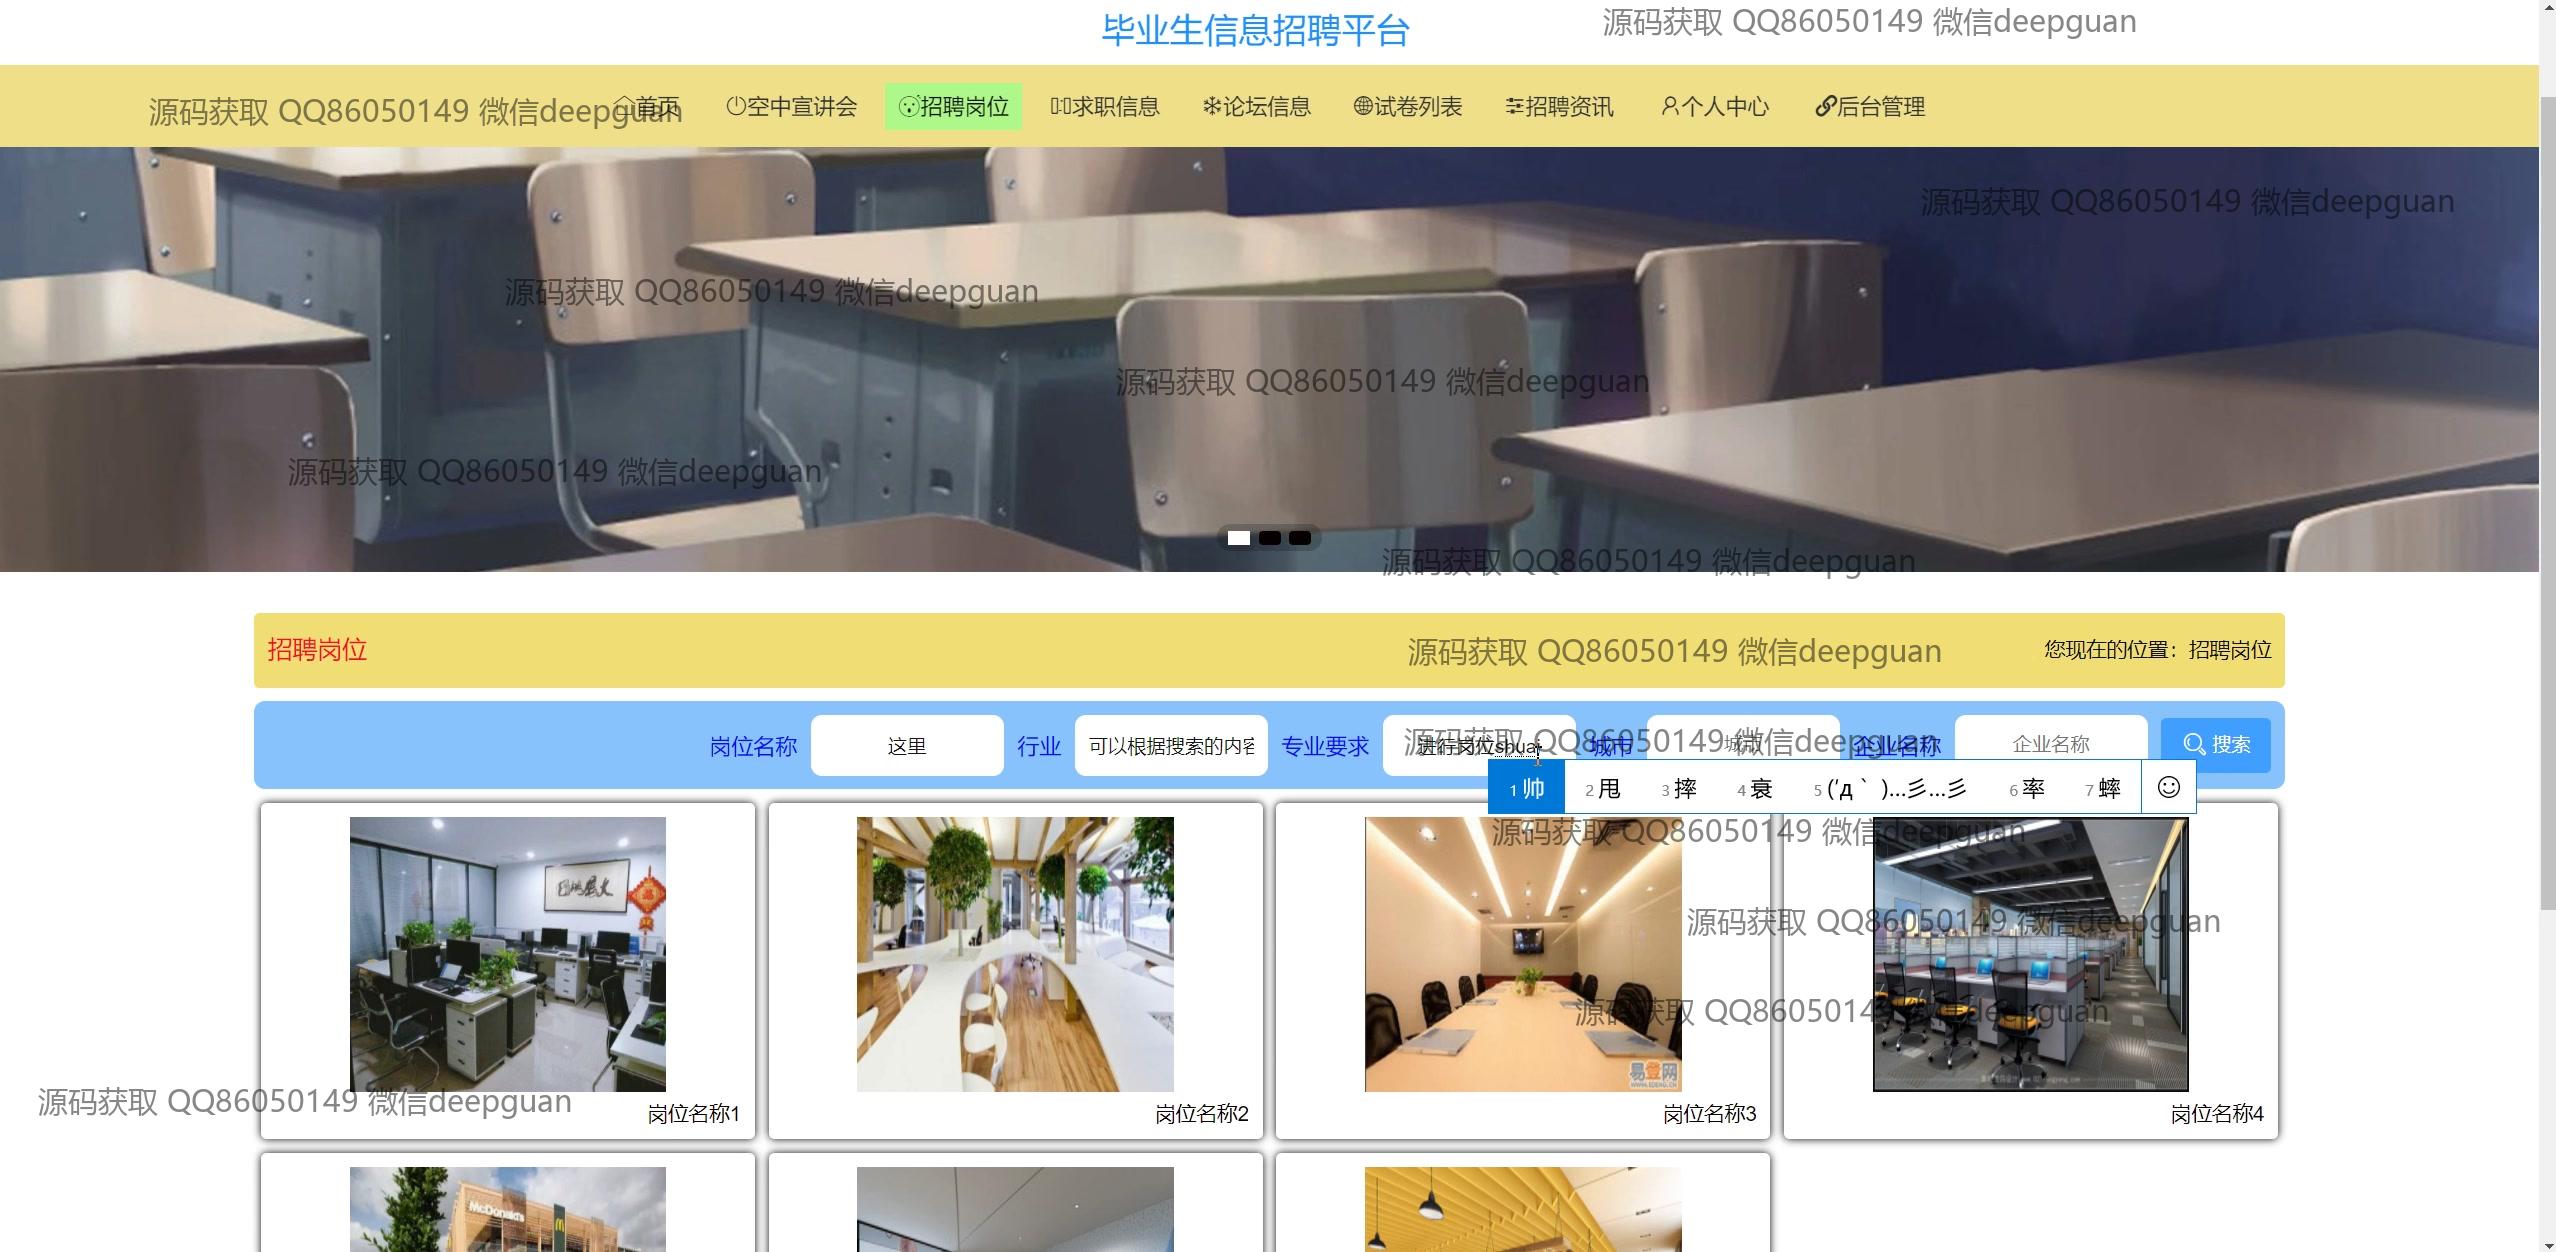 毕业生信息招聘平台
源码获取 QQ86050149 微信deepguan
源码获取 QQ86050149 微信deepguan
首页 空中宣讲会 招聘岗位 求职信息 论坛信息 试卷列表 招聘资讯 个人中心 后台管理
源码获取 QQ86050149 微信deepguan
源码获取 QQ86050149 微信deepguan
源码获取 QQ86050149 微信deepguan
源码获取 QQ86050149 微信deepguan
源码获取 QQ86050149 微信deepguan
招聘岗位
源码获取 QQ86050149 微信deepguan
您现在的位置：招聘岗位
岗位名称 这里 行业 可以根据搜索的内容 专业要求 进行岗位shuai 城市 城市 企业名称 企业名称 搜索
源码获取 QQ86050149 微信deepguan
1 帅 2 甩 3 摔 4 衰 5 ('д｀ )…彡…彡 6 率 7 蟀
源码获取 QQ86050149 微信deepguan
源码获取 QQ86050149 微信deepguan
源码获取 QQ86050149 微信deepguan
易登网
源码获取 QQ86050149 微信deepguan
岗位名称1
岗位名称2
岗位名称3
岗位名称4
McDonald's